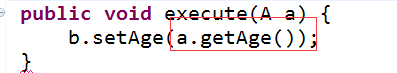 public void execute(A a) {
b.setAge(a.getAge());
}